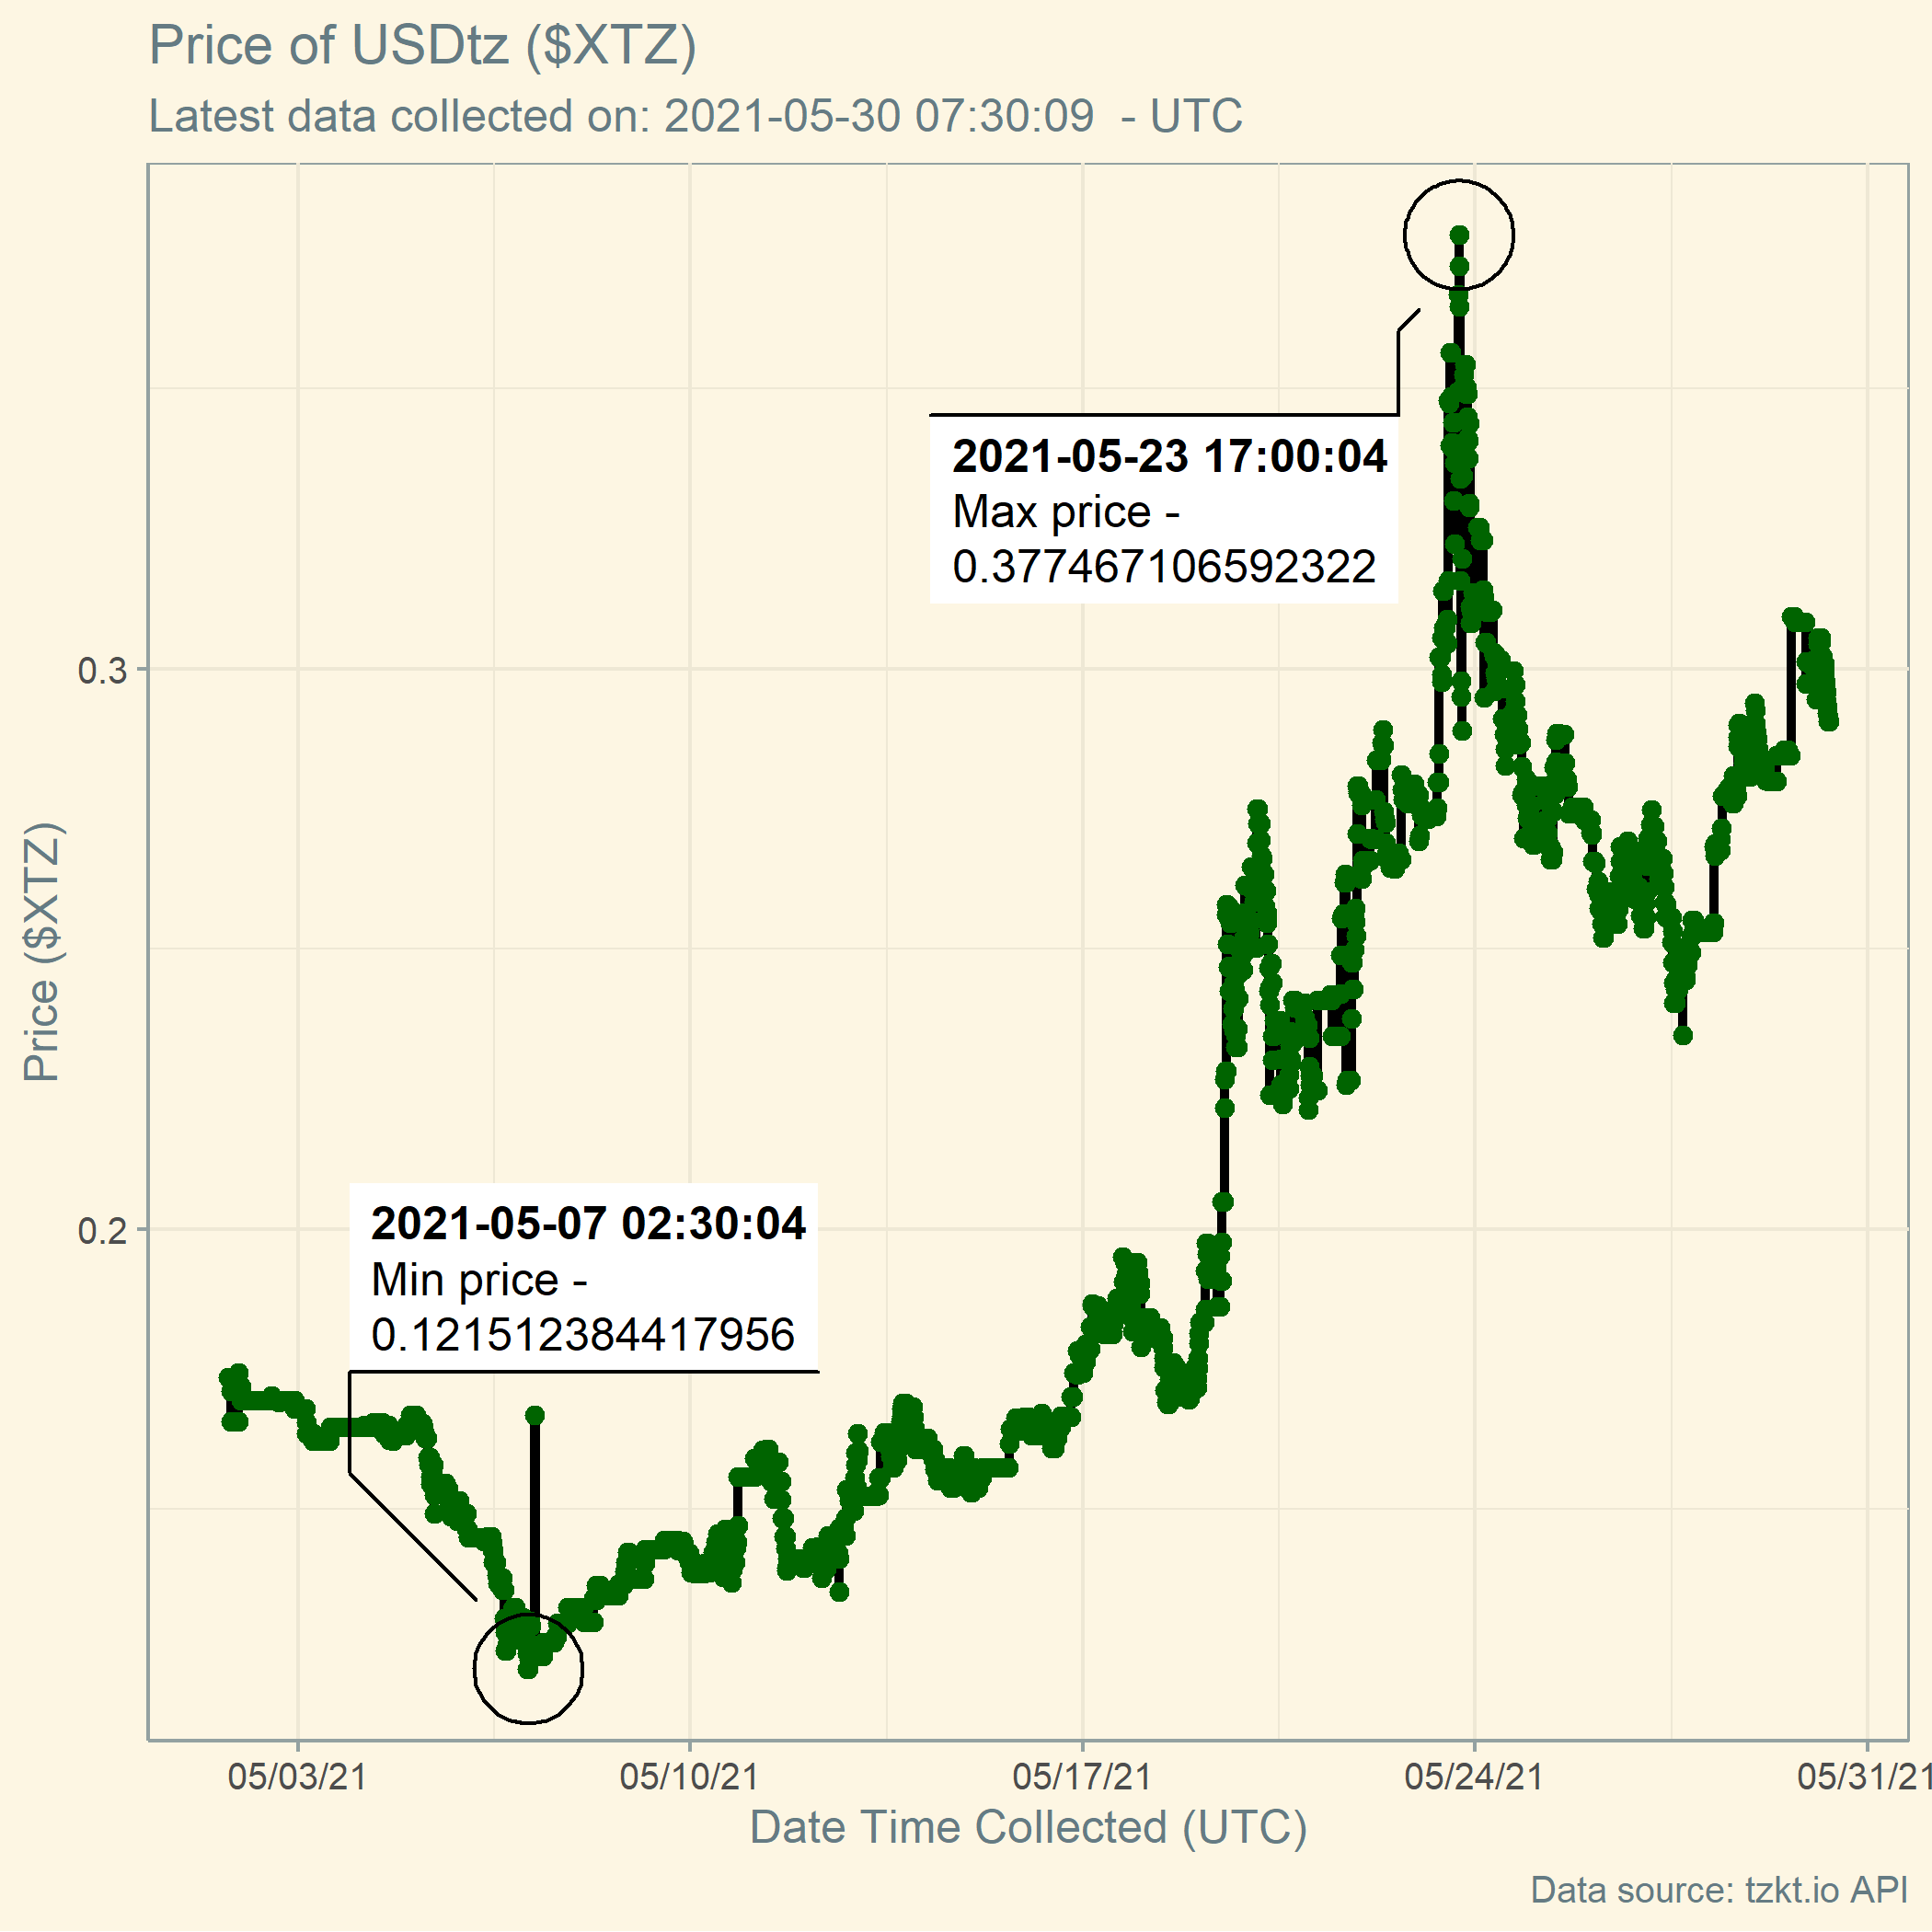 Price of USDtz ($XTZ)
Latest data collected on: 2021-05-30 07:30:09  - UTC
2021-05-23 17:00:04
Max price -
0.377467106592322
0.3
Price ($XTZ)
0.2
2021-05-07 02:30:04
Min price -
0.121512384417956
05/03/21
05/10/21
05/17/21
05/24/21
05/31/21
Date Time Collected (UTC)
Data source: tzkt.io API